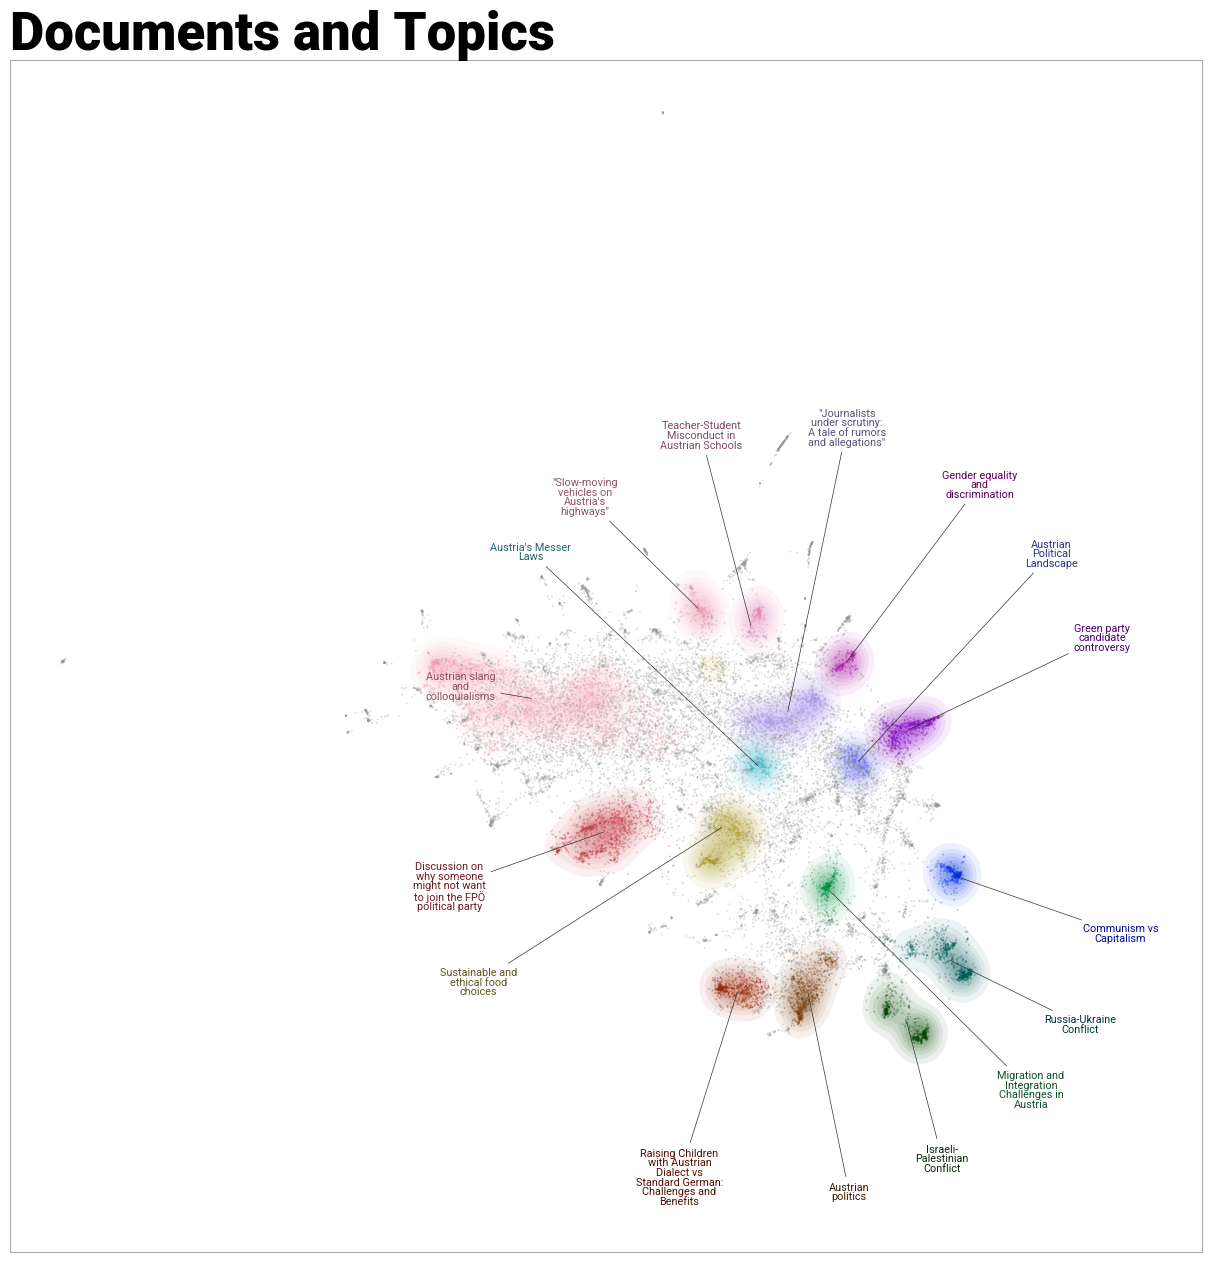 Documents and Topics
"Journalists
under scrutiny:
A tale of rumors
and allegations"
Teacher-Student
Misconduct in
Austrian Schools
Gender equality
and
discrimination
"Slow-moving
vehicles on
Austria's
highways"
Austria's Messer
Laws
Austrian
Political
Landscape
Green party
candidate
controversy
Austrian slang
and
colloquialisms
Discussion on
why someone
might not want
to join the FPÖ
political party
Communism vs
Capitalism
Sustainable and
ethical food
choices
Russia-Ukraine
Conflict
Migration and
Integration
Challenges in
Austria
Israeli-
Palestinian
Conflict
Raising Children
with Austrian
Dialect vs
Standard German:
Challenges and
Benefits
Austrian
politics